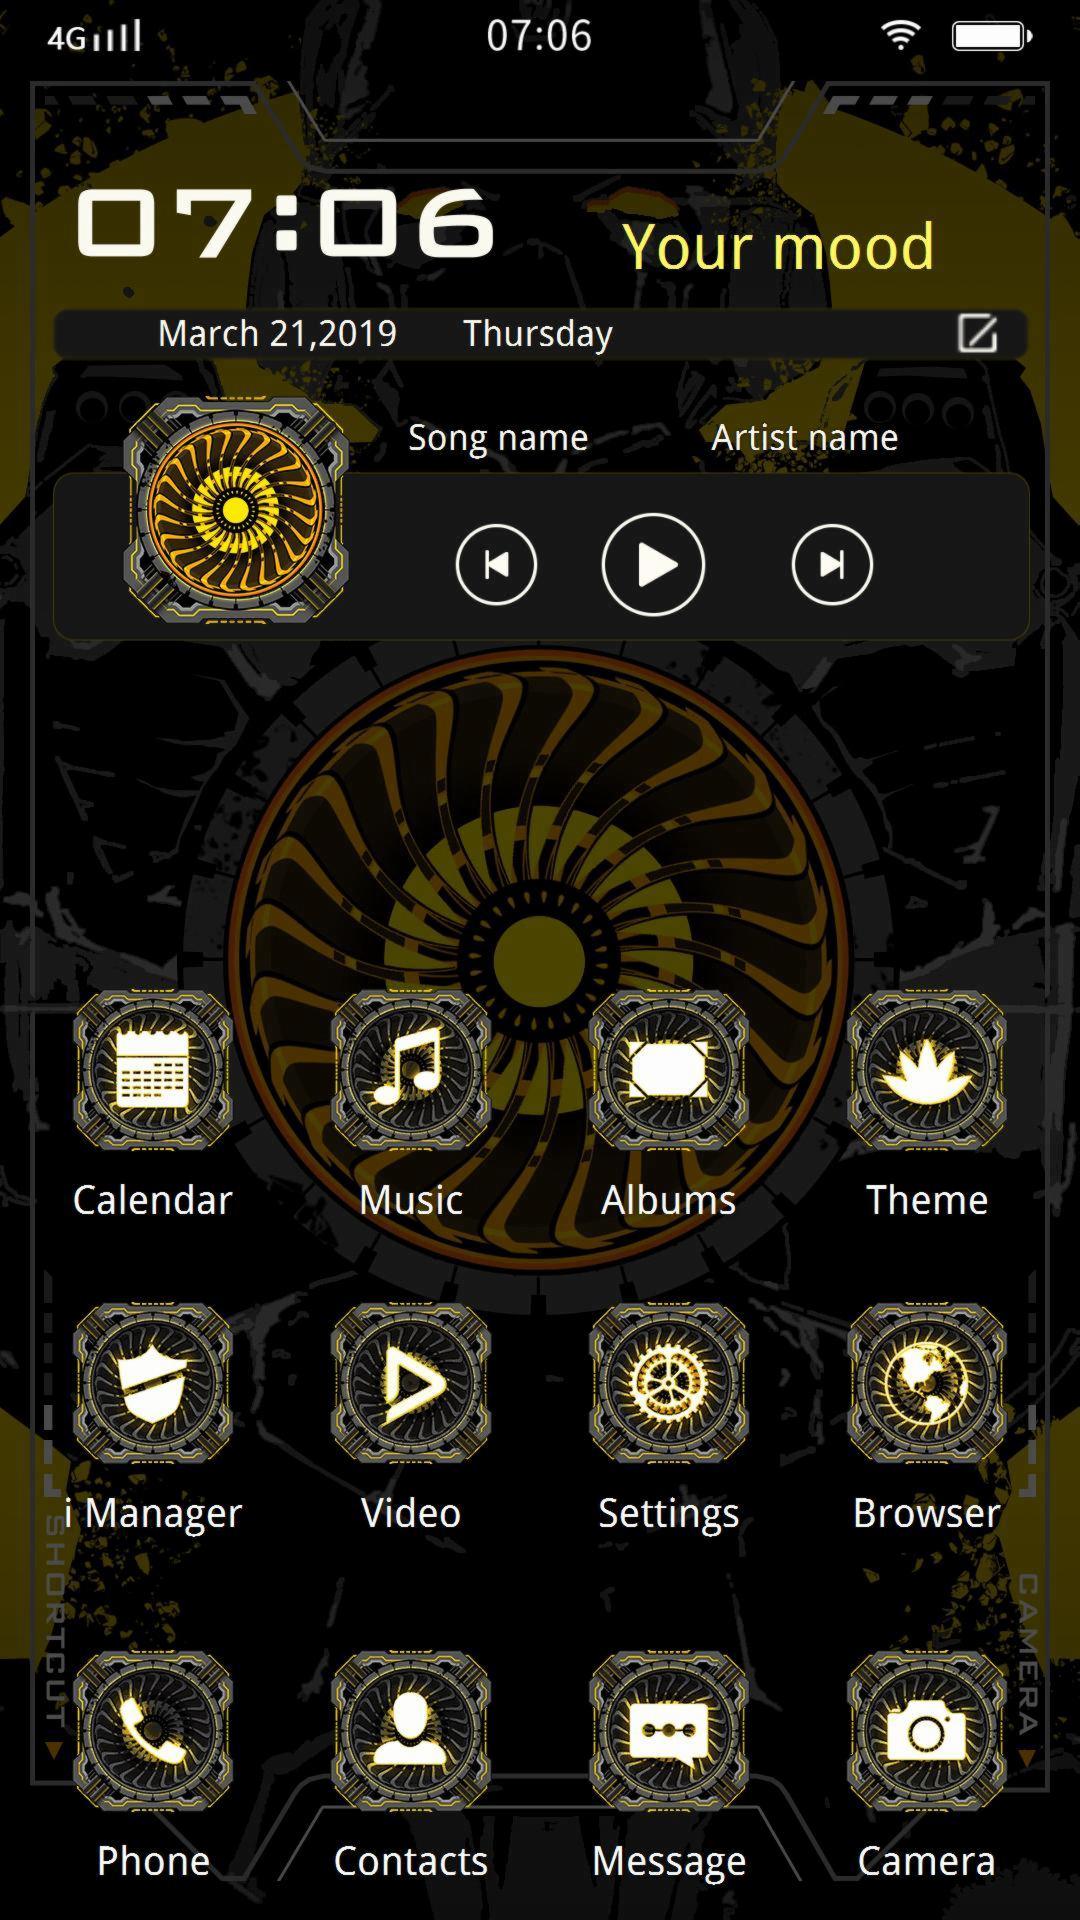 4G 07:06
07:06
Your mood
March 21,2019 Thursday
Song name Artist name
Calendar Music Albums Theme
i Manager Video Settings Browser
SHORTCUT
CAMERA
Phone Contacts Message Camera